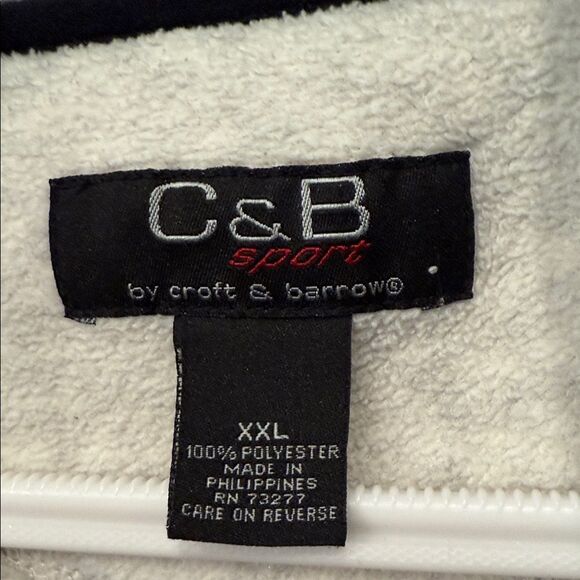 C&B
sport
by croft & barrow®
XXL
100% POLYESTER
MADE IN
PHILIPPINES
RN 73277
CARE ON REVERSE